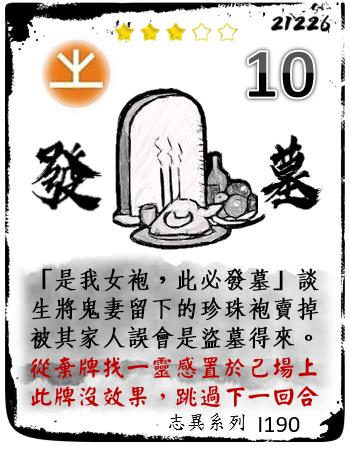 21226
10
發 墓
「是我女袍，此必發墓」談
生將鬼妻留下的珍珠袍賣掉
被其家人誤會是盜墓得來。
從棄牌找一靈感置於己場上
此牌沒效果，跳過下一回合
志異系列 I190